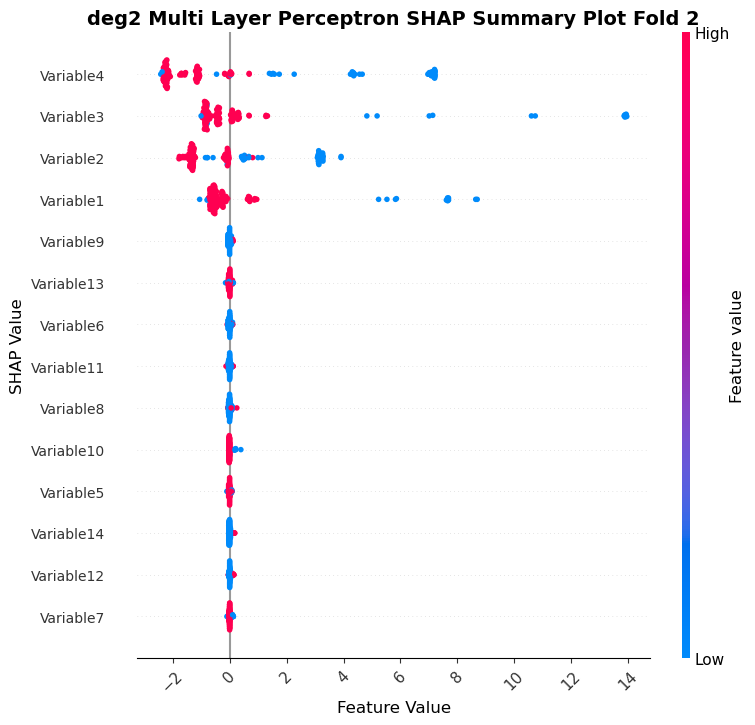 deg2 Multi Layer Perceptron SHAP Summary Plot Fold 2
High
Variable4
Variable3
Variable2
Variable1
Variable9
Variable13
Variable6
Variable11
Variable8
Variable10
Variable5
Variable14
Variable12
Variable7
SHAP Value
Feature value
Low
−2
0
2
4
6
8
10
12
14
Feature Value